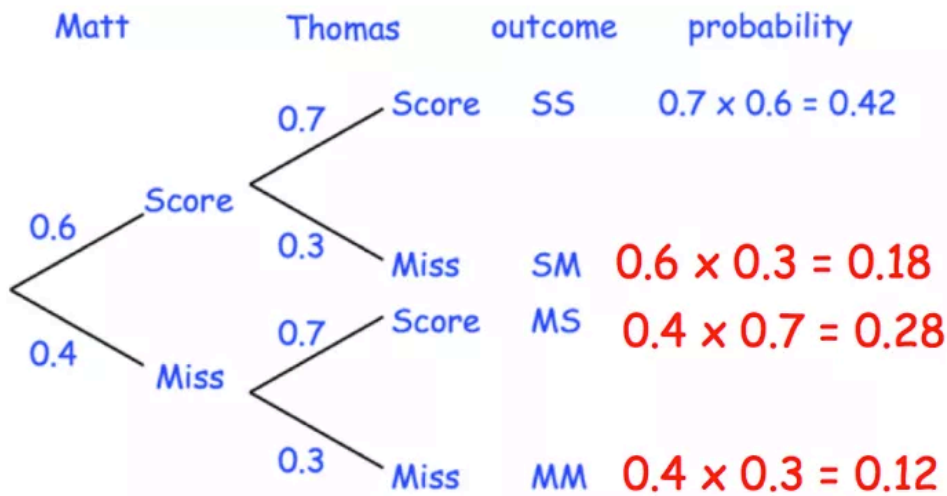 Matt Thomas outcome probability
0.7 Score SS 0.7 x 0.6 = 0.42
Score
0.6
0.3 Miss SM 0.6 x 0.3 = 0.18
0.7 Score MS 0.4 x 0.7 = 0.28
0.4
Miss
0.3 Miss MM 0.4 x 0.3 = 0.12